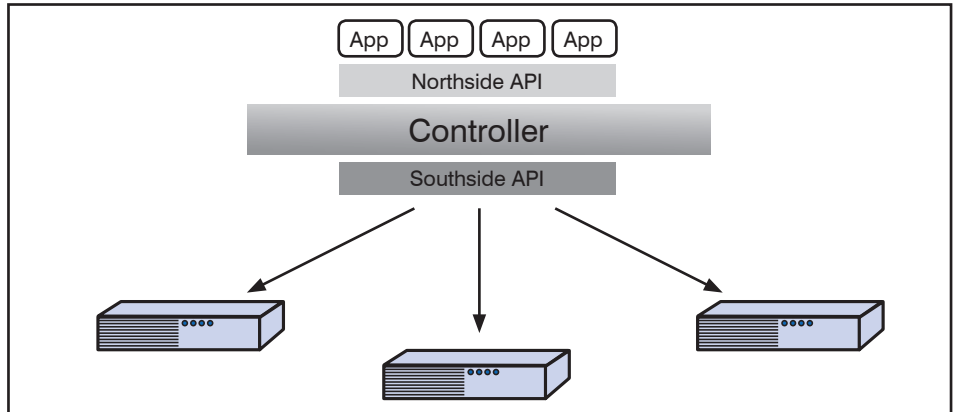 App App App App
Northside API
Controller
Southside API